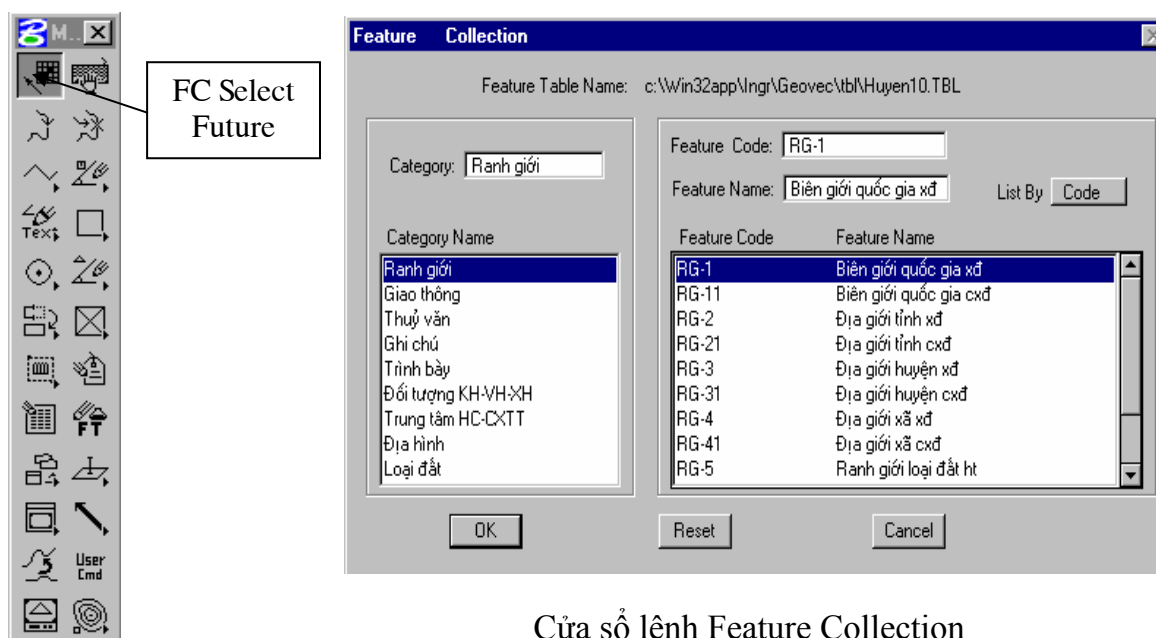 M..
FC Select
Future
Text
FT
User
Cmd
Feature Collection
Feature Table Name: c:\Win32app\Ingr\Geovec\tbl\Huyen10.TBL
Category: Ranh giới
Category Name
Ranh giới
Giao thông
Thuỷ văn
Ghi chú
Trình bày
Đối tượng KH-VH-XH
Trung tâm HC-CXTT
Địa hình
Loại đất
Feature Code: RG-1
Feature Name: Biên giới quốc gia xđ
List By Code
Feature Code Feature Name
RG-1 Biên giới quốc gia xđ
RG-11 Biên giới quốc gia cxđ
RG-2 Địa giới tỉnh xđ
RG-21 Địa giới tỉnh cxđ
RG-3 Địa giới huyện xđ
RG-31 Địa giới huyện cxđ
RG-4 Địa giới xã xđ
RG-41 Địa giới xã cxđ
RG-5 Ranh giới loại đất ht
OK Reset Cancel
Cửa sổ lệnh Feature Collection